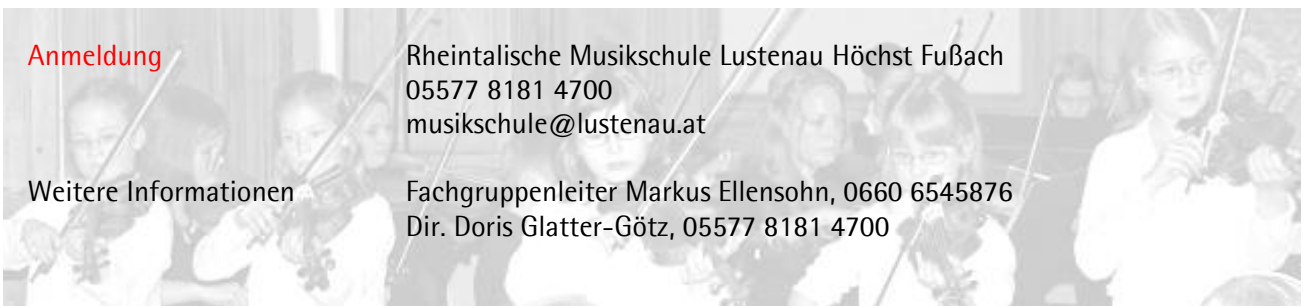 Anmeldung
Rheintalische Musikschule Lustenau Höchst Fußach
05577 8181 4700
musikschule@lustenau.at
Weitere Informationen
Fachgruppenleiter Markus Ellensohn, 0660 6545876
Dir. Doris Glatter-Götz, 05577 8181 4700